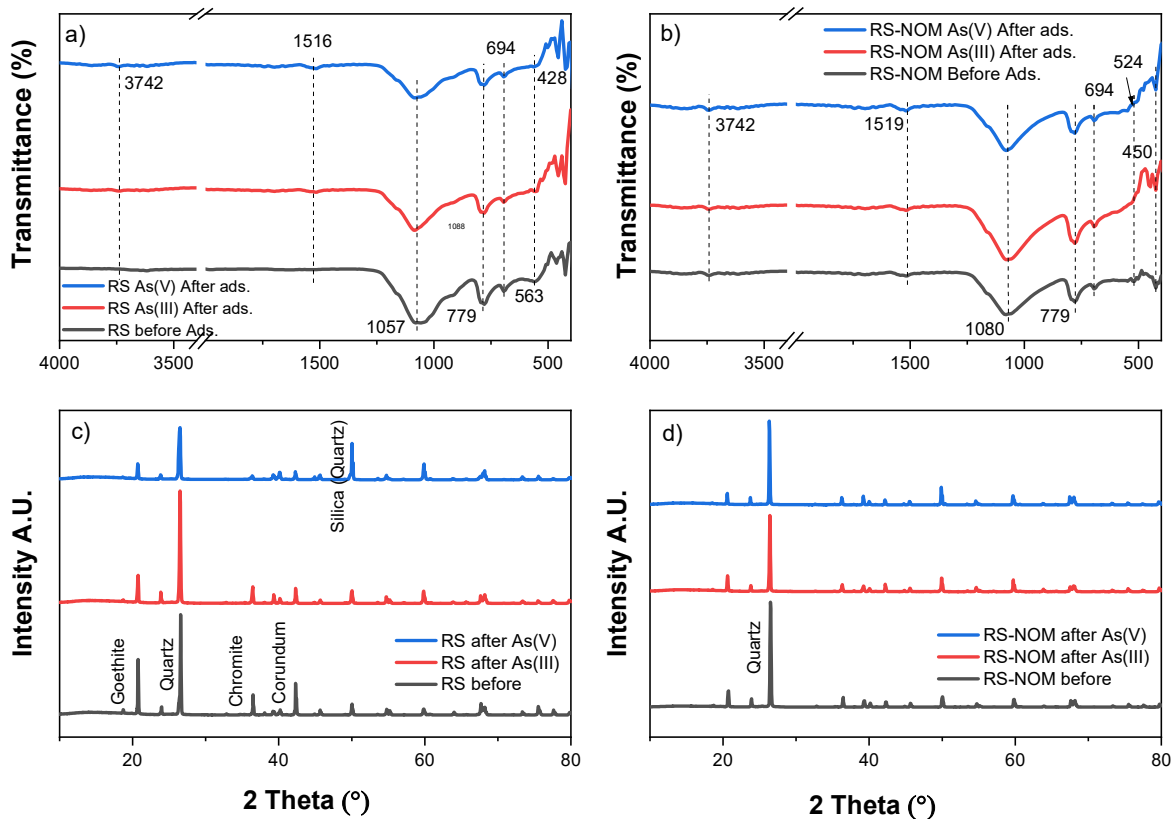 a)
Transmittance (%)
3742
1516
694
428
1088
563
779
1057
RS As(V) After ads.
RS As(III) After ads.
RS before Ads.
4000
3500
1500
1000
500
b)
Transmittance (%)
RS-NOM As(V) After ads.
RS-NOM As(III) After ads.
RS-NOM Before Ads.
524
694
3742
1519
450
1080
779
4000
3500
1500
1000
500
c)
Intensity A.U.
Silica (Quartz)
Goethite
Quartz
Chromite
Corundum
RS after As(V)
RS after As(III)
RS before
20
40
60
80
2 Theta (°)
d)
Intensity A.U.
Quartz
RS-NOM after As(V)
RS-NOM after As(III)
RS-NOM before
20
40
60
80
2 Theta (°)